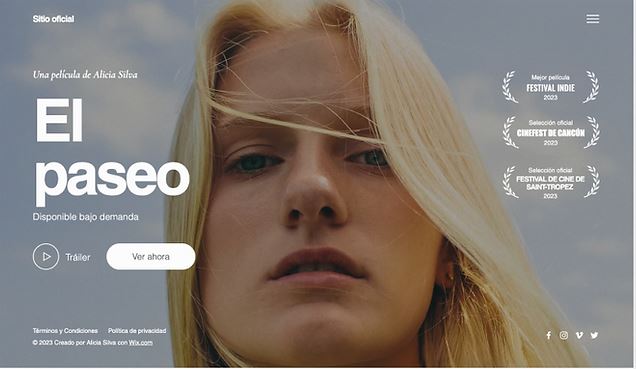 Sitio oficial
Una película de Alicia Silva
El
paseo
Disponible bajo demanda
Tráiler
Ver ahora
Mejor película
FESTIVAL INDIE
2023
Selección oficial
CINEFEST DE CANCÚN
2023
Selección oficial
FESTIVAL DE CINE DE
SAINT-TROPEZ
2023
Términos y Condiciones Política de privacidad
© 2023 Creado por Alicia Silva con Wix.com